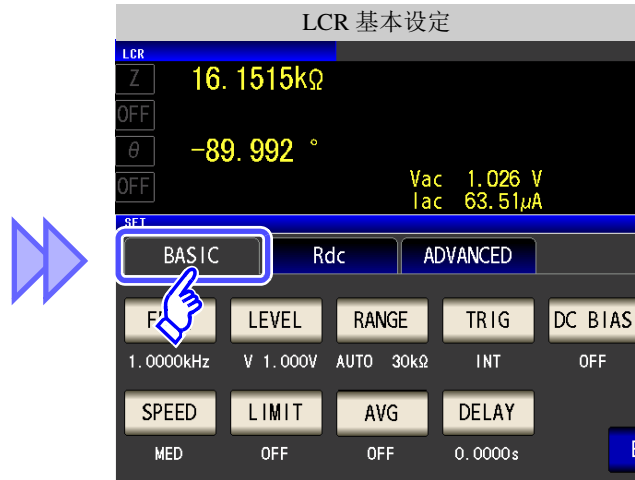 LCR 基本设定
LCR
Z 16.1515kΩ
OFF
θ -89.992 °
OFF
Vac 1.026 V
Iac 63.51μA
SET
BASIC Rdc ADVANCED
LEVEL RANGE TRIG DC BIAS
1.0000kHz V 1.000V AUTO 30kΩ INT OFF
SPEED LIMIT AVG DELAY
MED OFF OFF 0.0000s